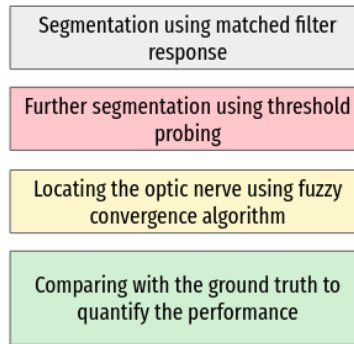 Segmentation using matched filter
response
Further segmentation using threshold
probing
Locating the optic nerve using fuzzy
convergence algorithm
Comparing with the ground truth to
quantify the performance